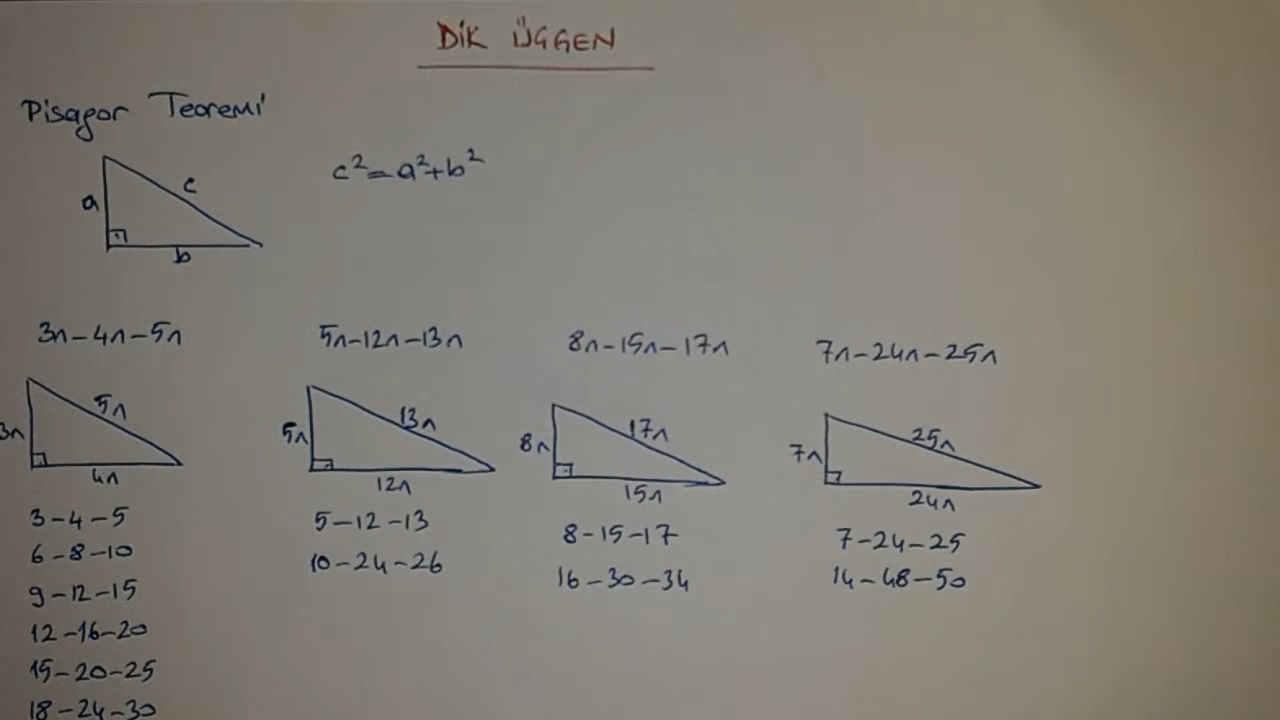 DİK ÜGGEN
Pisagor Teoremi
c²=a²+b²
a
c
b
3n-4n-5n
5n-12n-13n
8n-15n-17n
7n-24n-25n
3n
5n
4n
5n
13n
12n
8n
17n
15n
7n
25n
24n
3-4-5
6-8-10
9-12-15
12-16-20
15-20-25
18-24-30
5-12-13
10-24-26
8-15-17
16-30-34
7-24-25
14-48-50